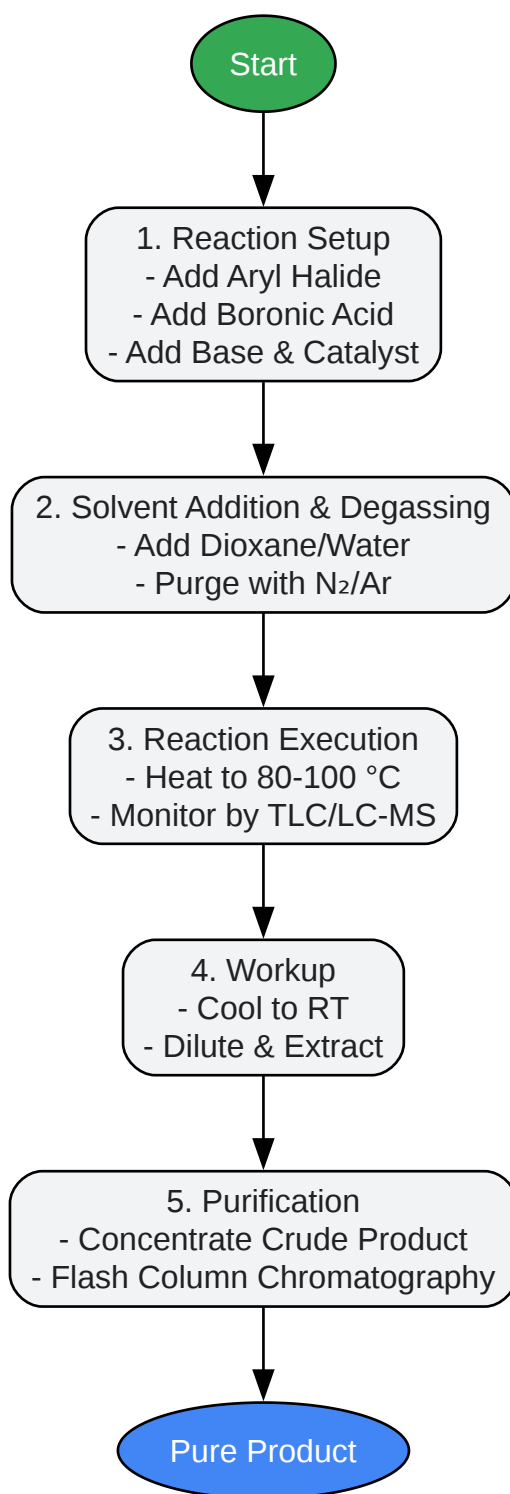 Start
1. Reaction Setup
- Add Aryl Halide
- Add Boronic Acid
- Add Base & Catalyst
2. Solvent Addition & Degassing
- Add Dioxane/Water
- Purge with N₂/Ar
3. Reaction Execution
- Heat to 80-100 °C
- Monitor by TLC/LC-MS
4. Workup
- Cool to RT
- Dilute & Extract
5. Purification
- Concentrate Crude Product
- Flash Column Chromatography
Pure Product